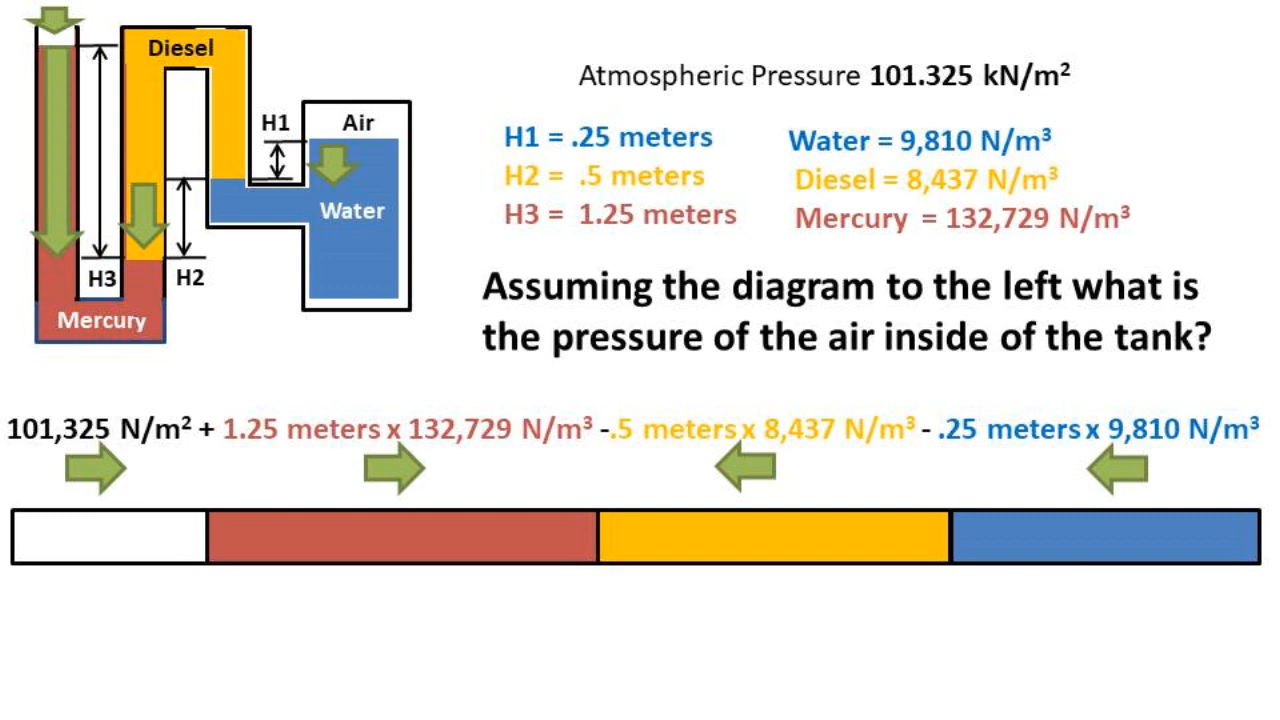 Diesel
H1
Air
Water
H3
H2
Mercury
Atmospheric Pressure 101.325 kN/m²
H1 = .25 meters
Water = 9,810 N/m³
H2 = .5 meters
Diesel = 8,437 N/m³
H3 = 1.25 meters
Mercury = 132,729 N/m³
Assuming the diagram to the left what is
the pressure of the air inside of the tank?
101,325 N/m² + 1.25 meters x 132,729 N/m³ -.5 meters x 8,437 N/m³ - .25 meters x 9,810 N/m³